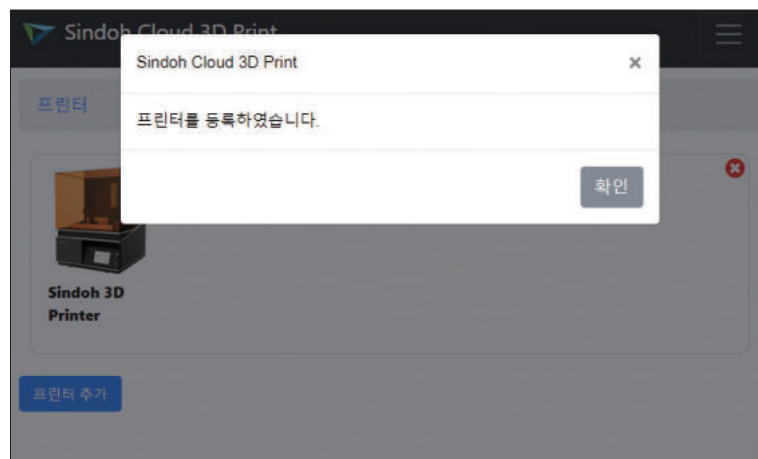 Sindoh Cloud 3D Print
Sindoh Cloud 3D Print
×
프린터
프린터를 등록하였습니다.
확인
Sindoh 3D
Printer
프린터 추가